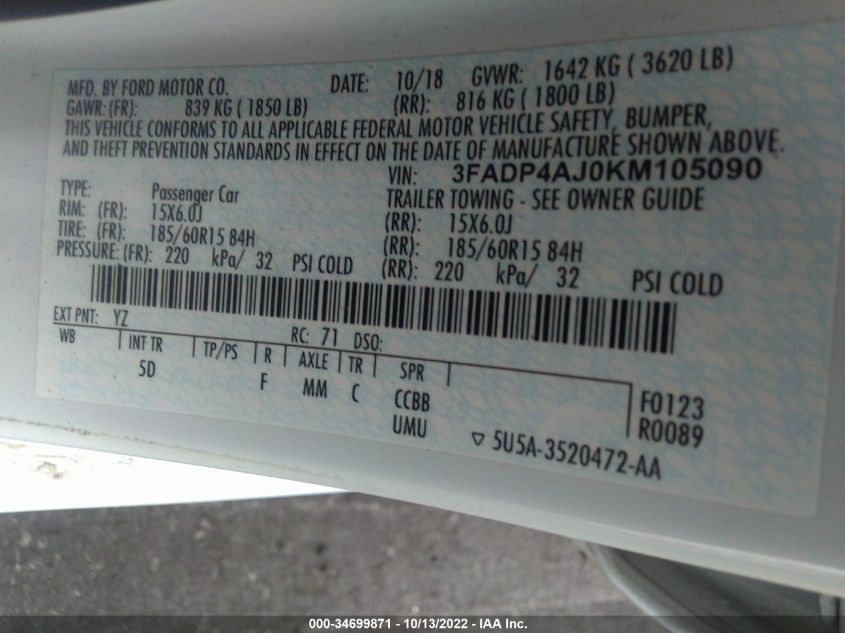 MFD. BY FORD MOTOR CO. DATE: 10/18 GVWR: 1642 KG ( 3620 LB)
GAWR: (FR): 839 KG ( 1850 LB) (RR): 816 KG ( 1800 LB)
THIS VEHICLE CONFORMS TO ALL APPLICABLE FEDERAL MOTOR VEHICLE SAFETY, BUMPER,
AND THEFT PREVENTION STANDARDS IN EFFECT ON THE DATE OF MANUFACTURE SHOWN ABOVE.
VIN: 3FADP4AJ0KM105090
TYPE: Passenger Car TRAILER TOWING - SEE OWNER GUIDE
RIM: (FR): 15X6.0J (RR): 15X6.0J
TIRE: (FR): 185/60R15 84H (RR): 185/60R15 84H
PRESSURE: (FR): 220 kPa/ 32 PSI COLD (RR): 220 kPa/ 32 PSI COLD
EXT PNT: YZ RC: 71 DSO:
WB INT TR TP/PS R AXLE TR SPR
5D F MM C CCBB F0123
UMU R0089
▽ 5U5A-3520472-AA
000-34699871 - 10/13/2022 - IAA Inc.